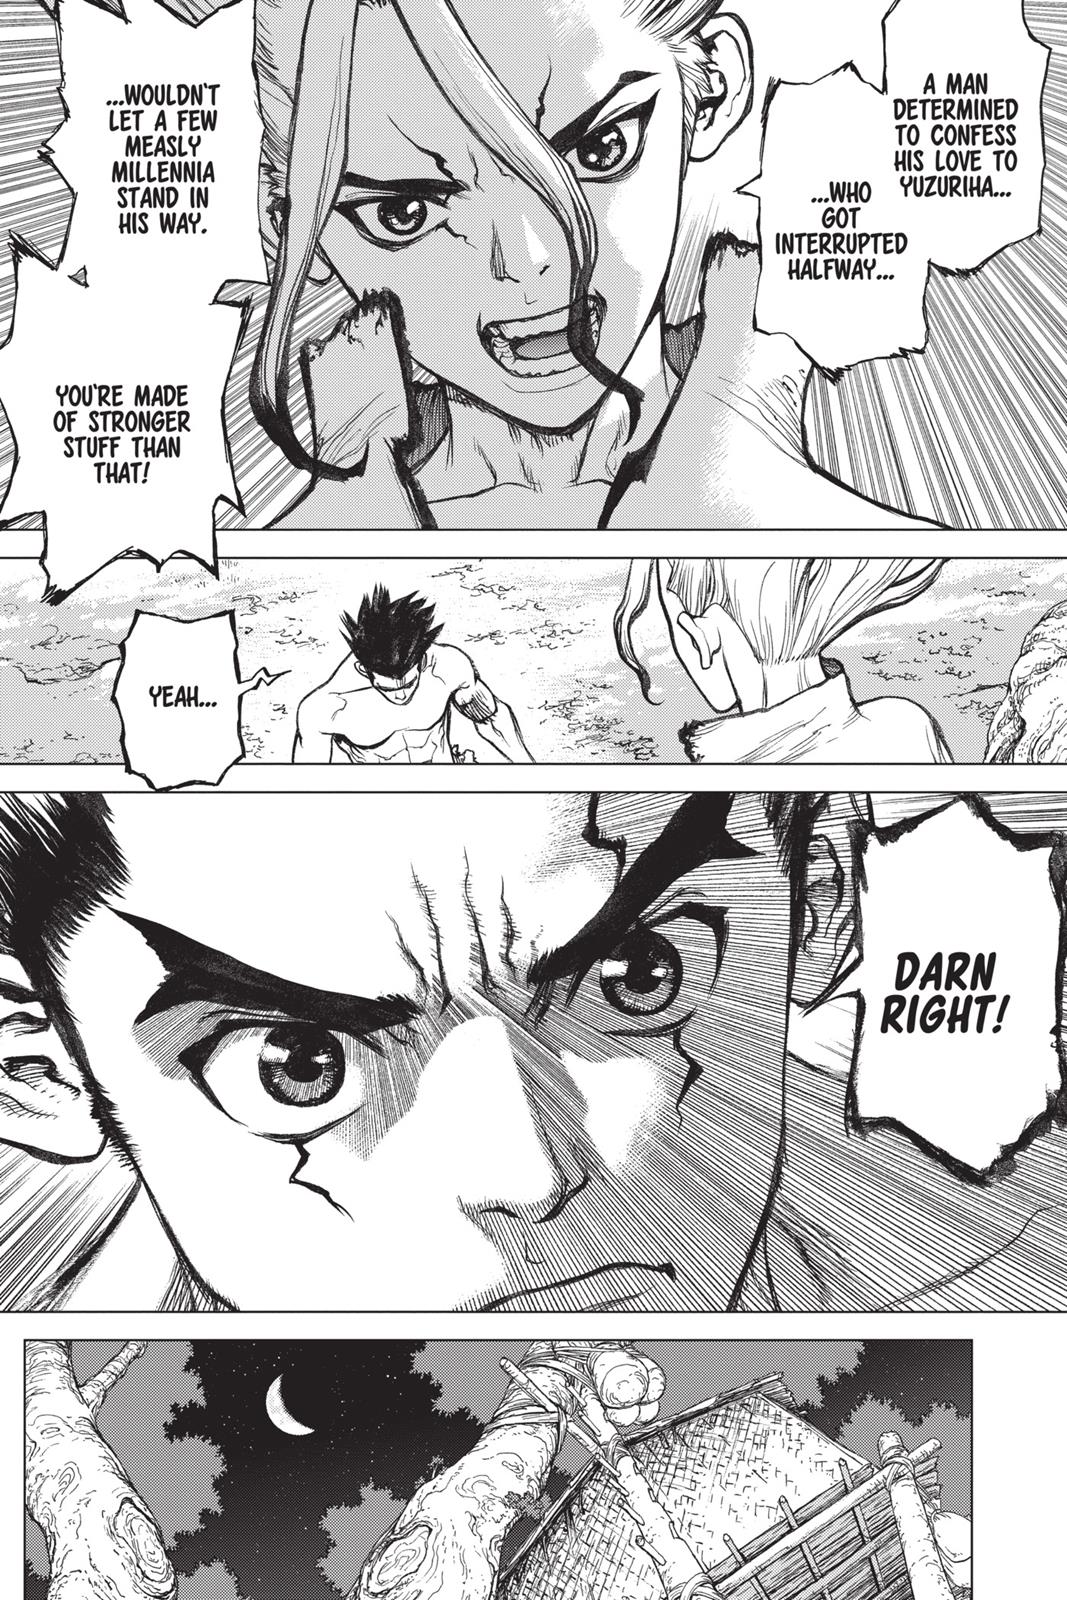 A MAN
DETERMINED
TO CONFESS
HIS LOVE TO
YUZURIHA...
...WHO
GOT
INTERRUPTED
HALFWAY...
...WOULDN'T
LET A FEW
MEASLY
MILLENNIA
STAND IN
HIS WAY.
YOU'RE MADE
OF STRONGER
STUFF THAN
THAT!
YEAH...
DARN
RIGHT!